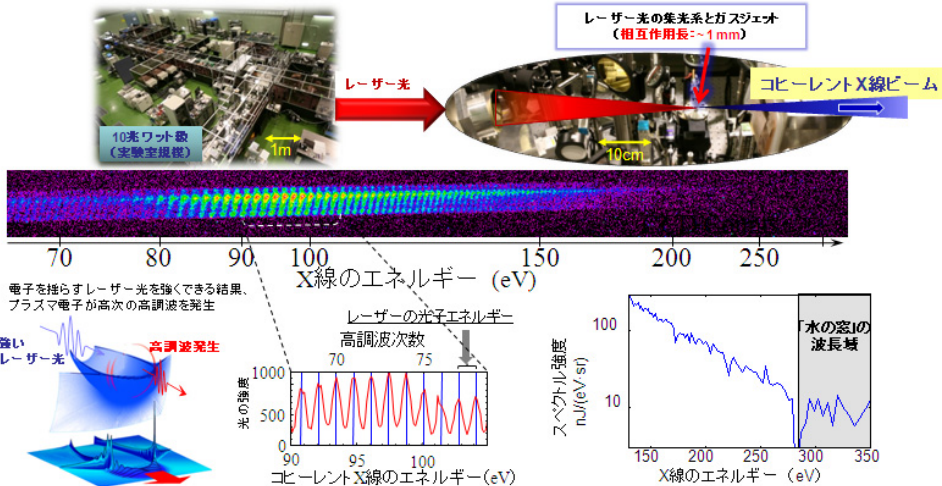 レーザー光の集光系とガスジェット
（相互作用長:~1mm）
レーザー光
コヒーレントX線ビーム
10兆ワット級
（実験室規模）
1m
10cm
70 80 90 100 150 200 250
X線のエネルギー (eV)
電子を揺らすレーザー光を強くできる結果、
プラズマ電子が高次の高調波を発生
強い
レーザー光
高調波発生
レーザーの光子エネルギー
高調波次数
70 75
光の強度
1000
500
0
90 95 100
コヒーレントX線のエネルギー(eV)
スペクトル強度
nJ/(eV·sr)
100
10
「水の窓」の
波長域
150 200 250 300 350
X線のエネルギー (eV)